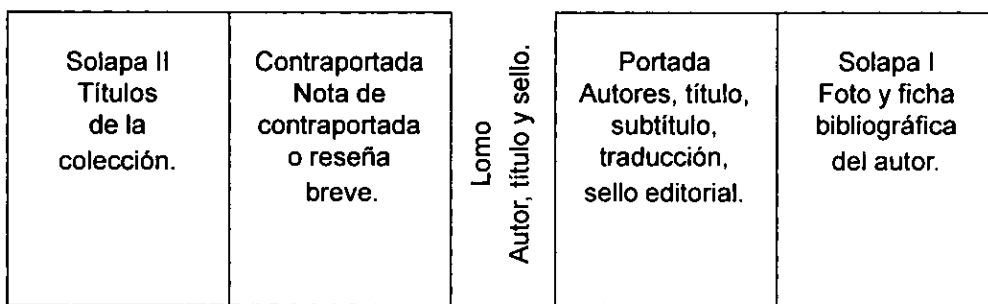 Solapa II
Títulos
de la
colección.
Contraportada
Nota de
contraportada
o reseña
breve.
Lomo
Autor, título y sello.
Portada
Autores, título,
subtítulo,
traducción,
sello editorial.
Solapa I
Foto y ficha
bibliográfica
del autor.